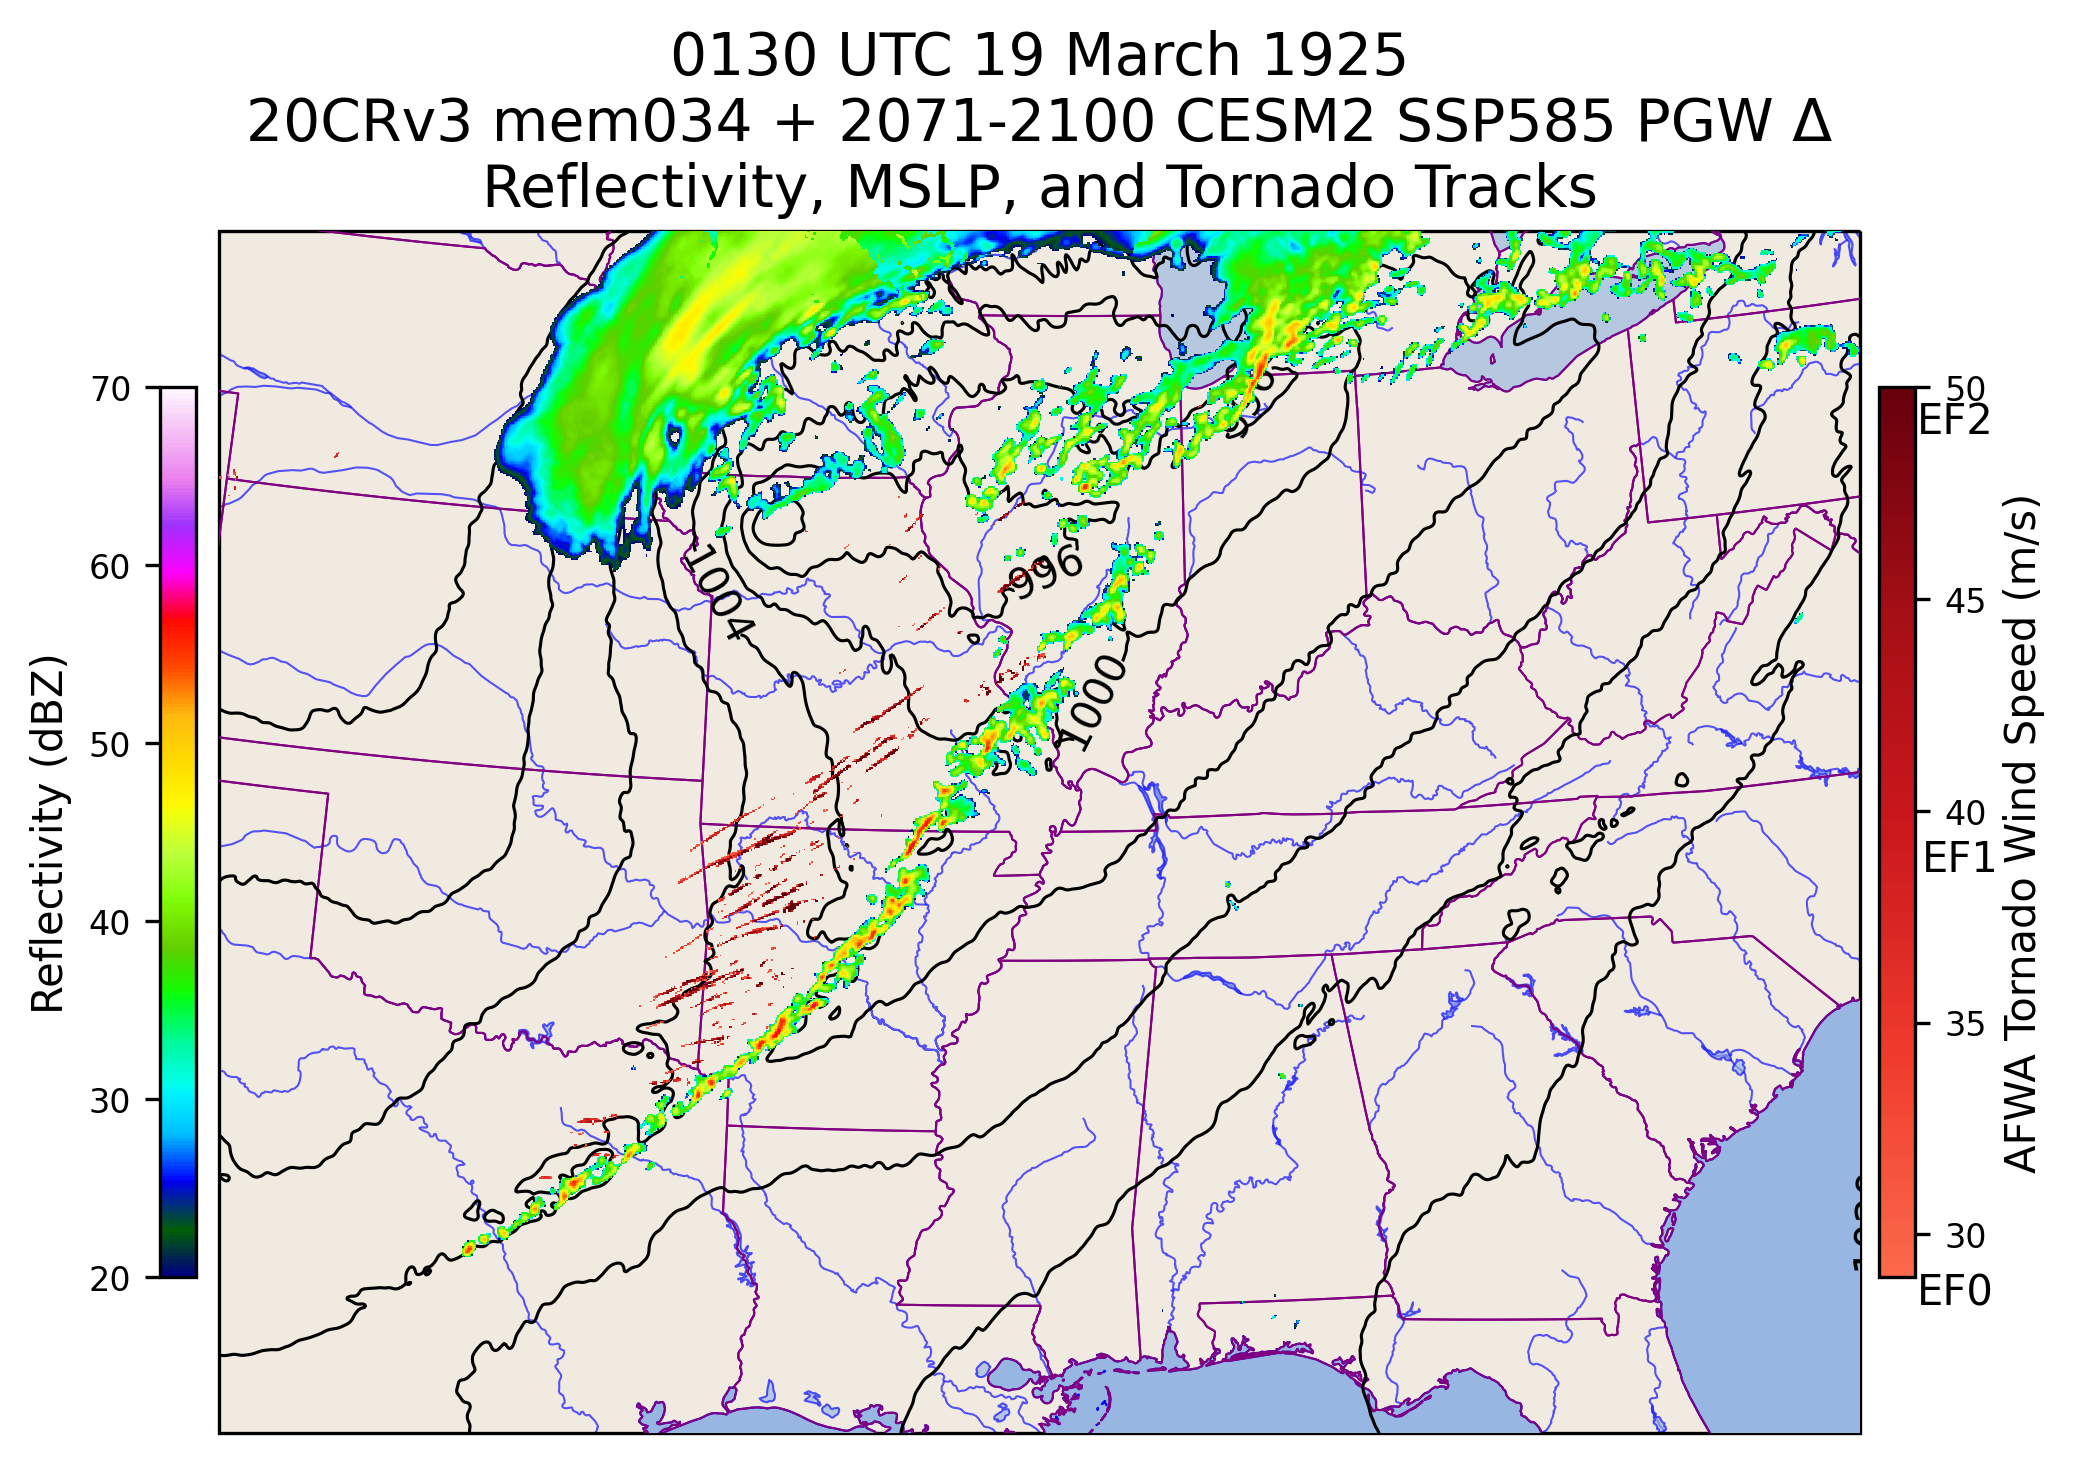 0130 UTC 19 March 1925
20CRv3 mem034 + 2071-2100 CESM2 SSP585 PGW Δ
Reflectivity, MSLP, and Tornado Tracks
70
60
50
40
30
20
Reflectivity (dBZ)
1004
996
1000
50
EF2
45
40
EF1
35
30
EF0
AFWA Tornado Wind Speed (m/s)